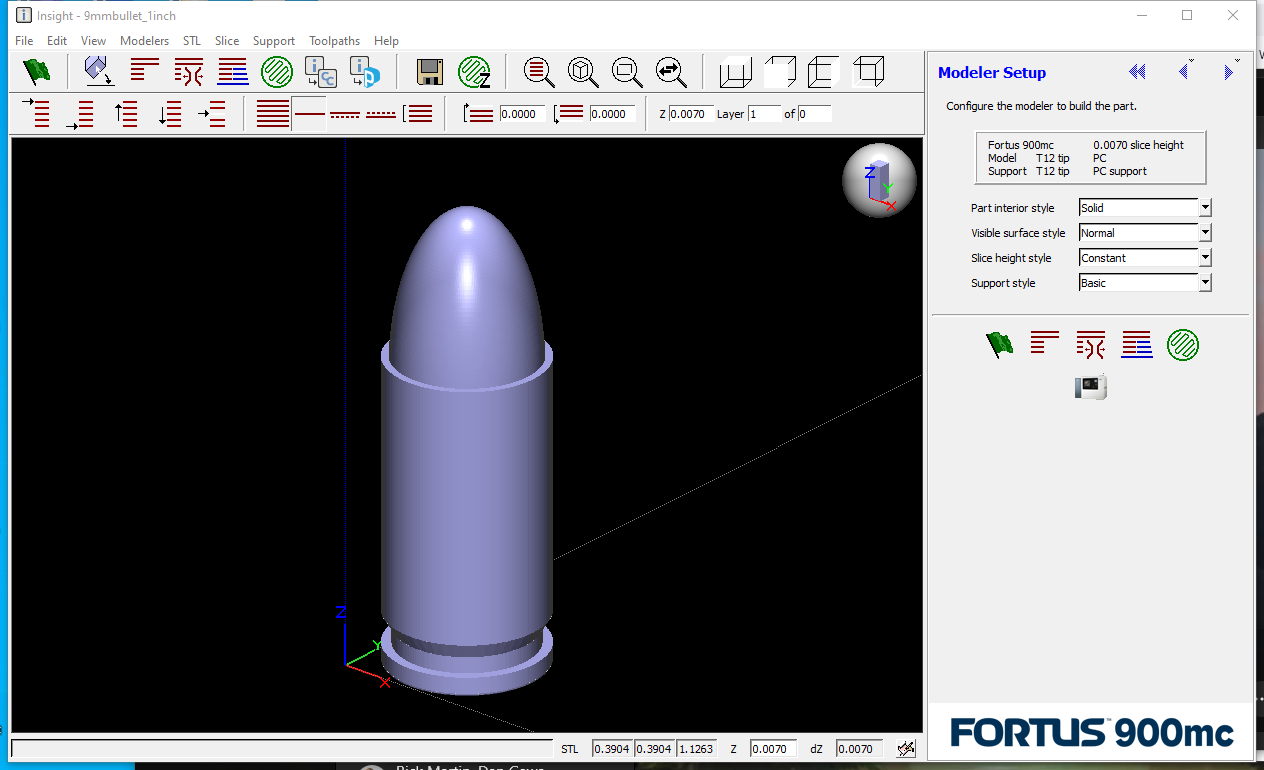 Insight - 9mmbullet_1inch
File Edit View Modelers STL Slice Support Toolpaths Help
0.0000 0.0000 Z 0.0070 Layer 1 of 0
Modeler Setup
Configure the modeler to build the part.
Fortus 900mc 0.0070 slice height
Model T12 tip PC
Support T12 tip PC support
Part interior style Solid
Visible surface style Normal
Slice height style Constant
Support style Basic
Z
Y
X
Z
Y
X
FORTUS™ 900mc
STL 0.3904 0.3904 1.1263 Z 0.0070 dZ 0.0070